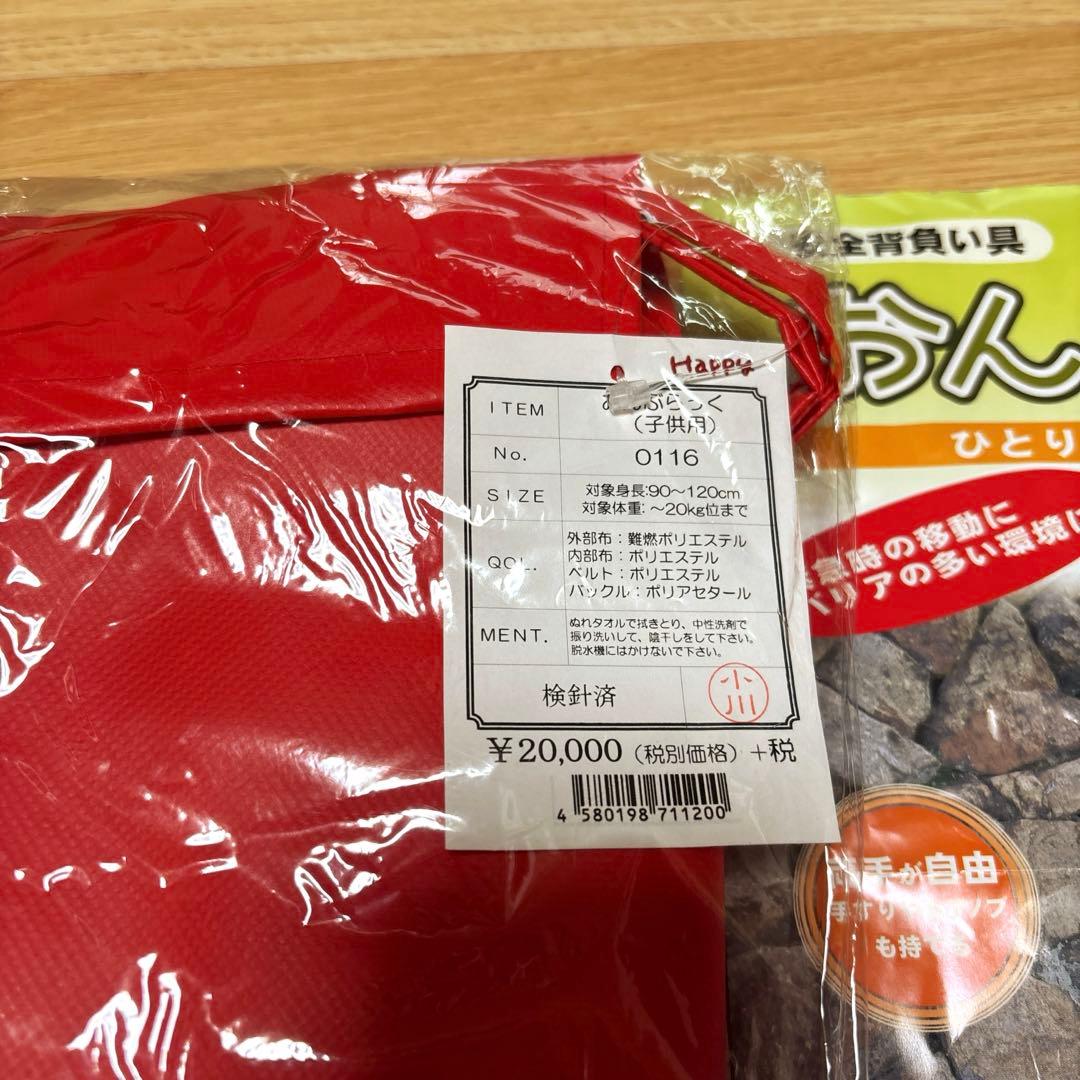 Happy
ITEM
（子供用）
No.
0116
SIZE
対象身長:90～120cm
対象体重:～20kg位まで
QOL.
外部布：難燃ポリエステル
内部布：ポリエステル
ベルト：ポリエステル
バックル：ポリアセタール
MENT.
ぬれタオルで拭きとり、中性洗剤で
振り洗いして、陰干しをして下さい。
脱水機にはかけないで下さい。
検針済
小川
￥20,000（税別価格）+税
4 580198 711200
全背負い具
おん
ひとり
時の移動に
リアの多い環境に
手が自由
も持てる